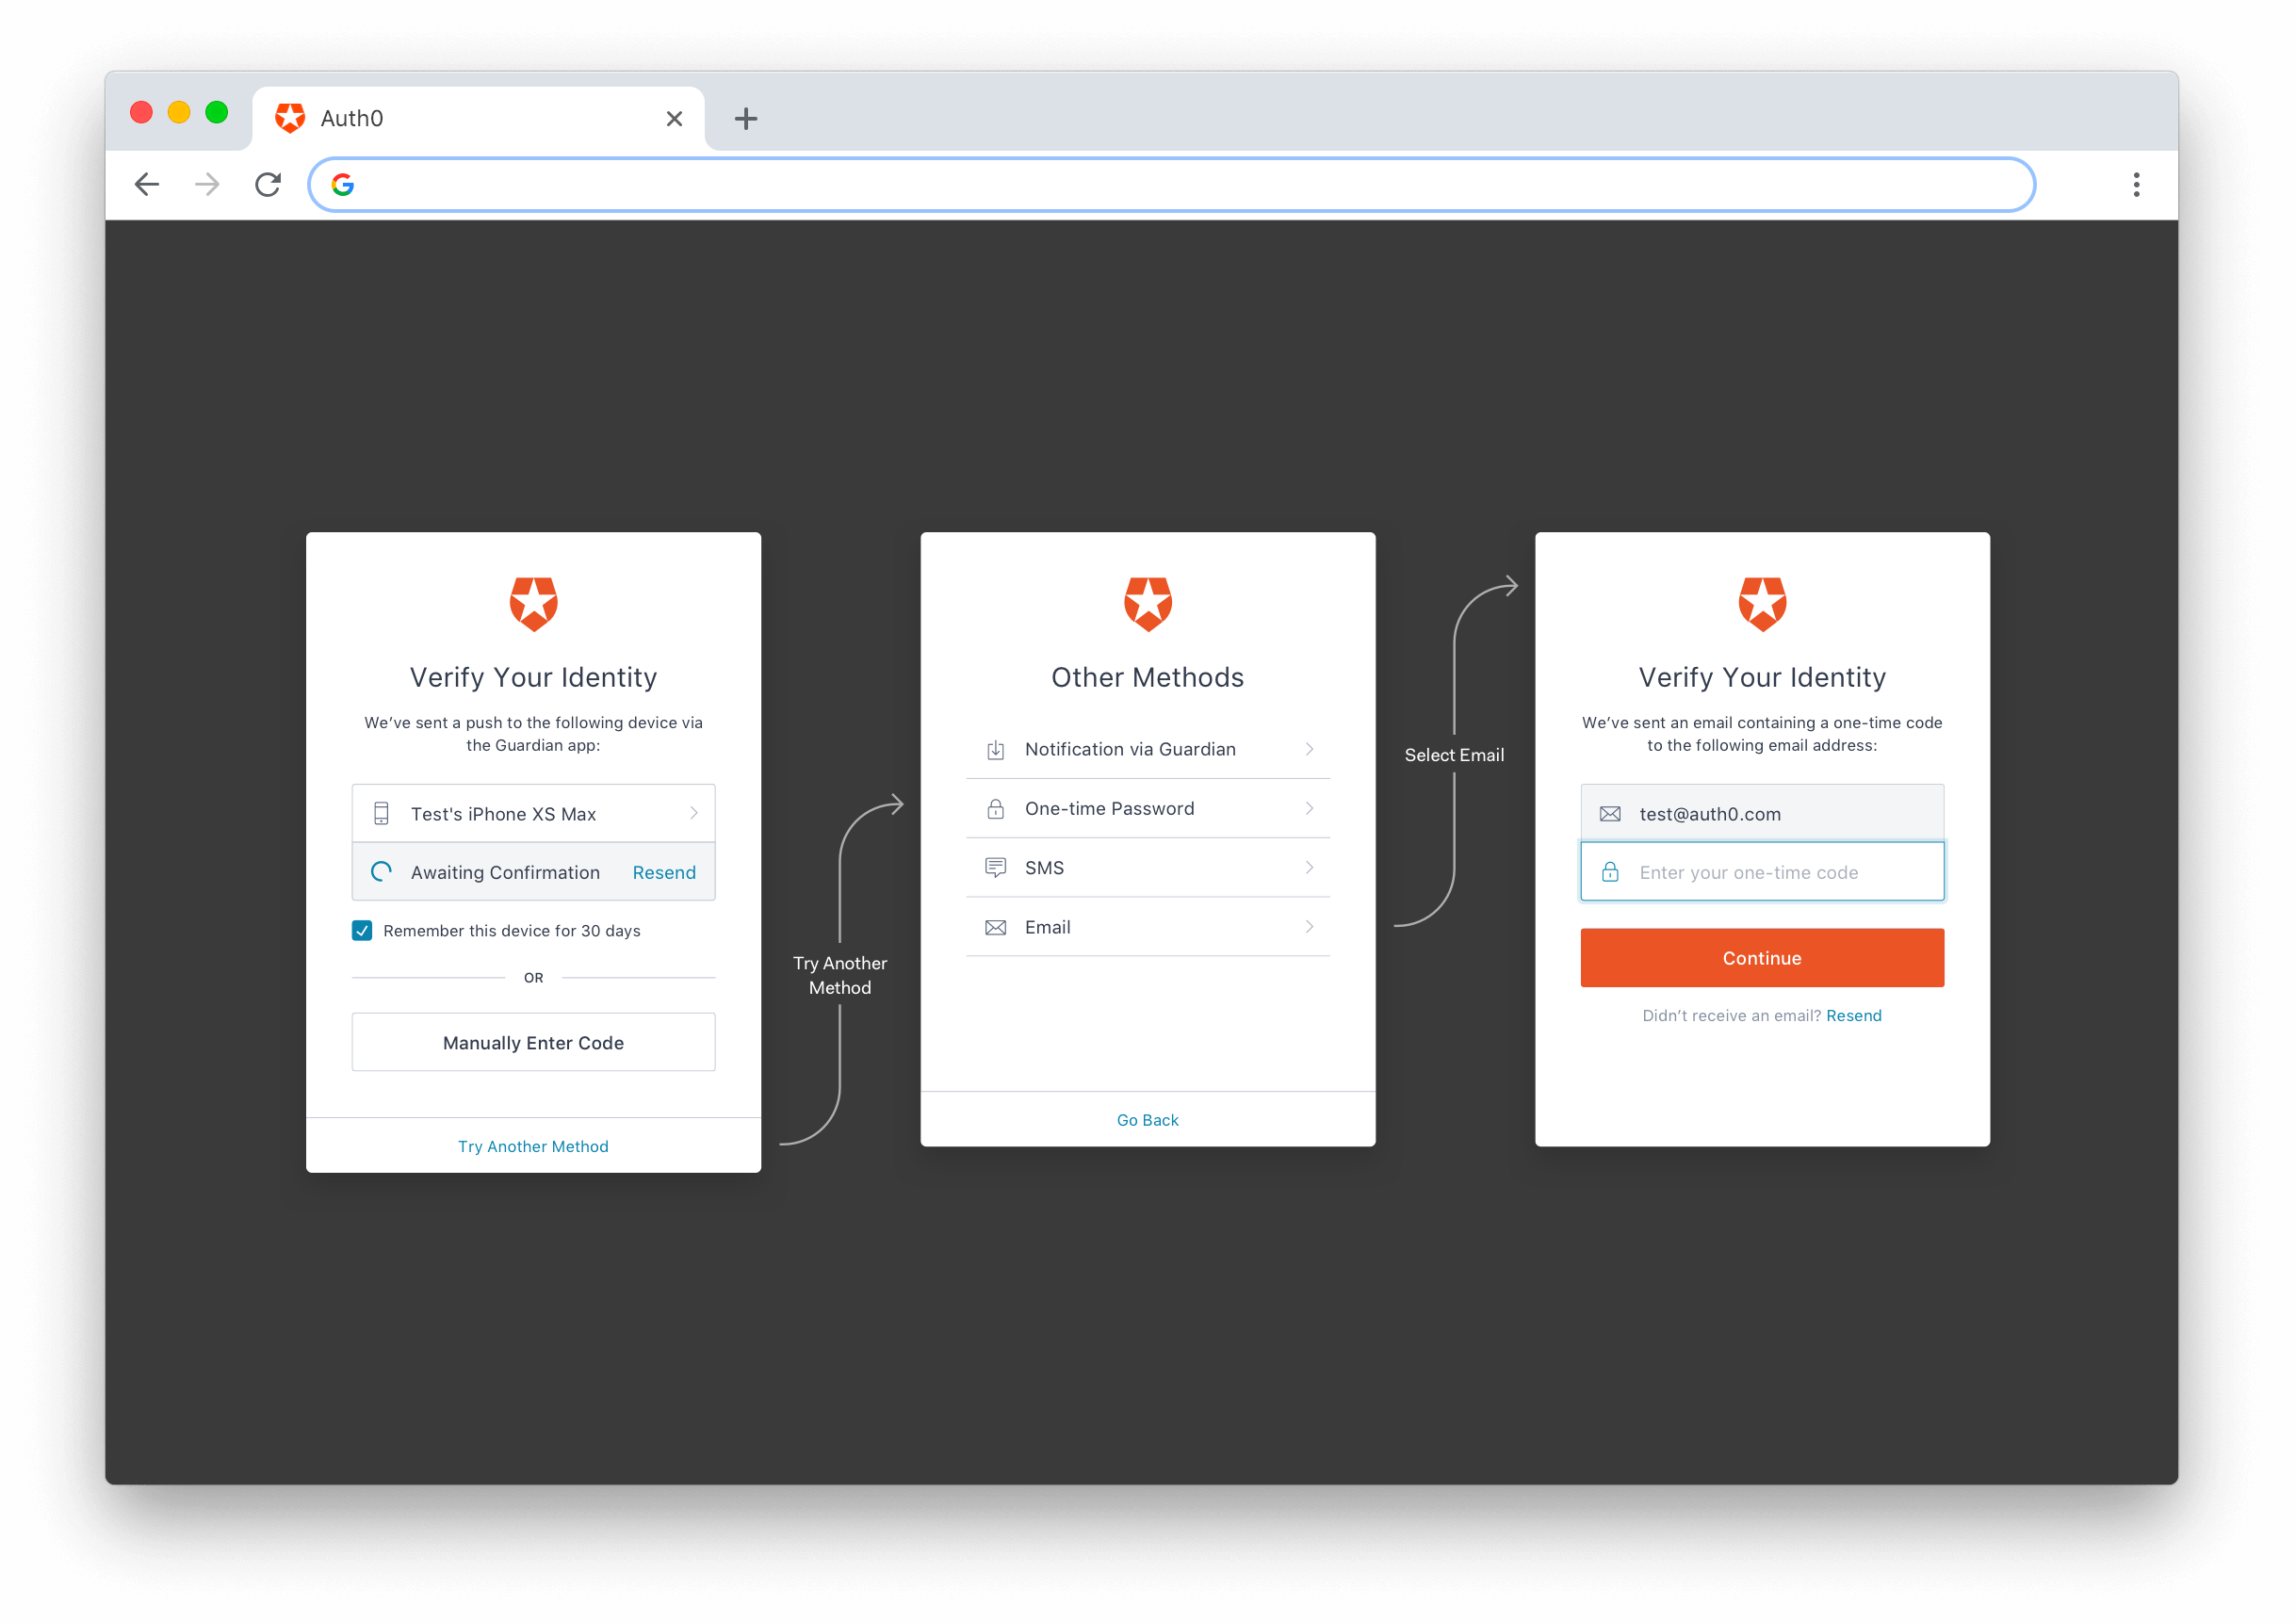 Auth0
Verify Your Identity
We’ve sent a push to the following device via
the Guardian app:
Test's iPhone XS Max
Awaiting Confirmation Resend
Remember this device for 30 days
OR
Manually Enter Code
Try Another Method
Try Another
Method
Other Methods
Notification via Guardian
One-time Password
SMS
Email
Go Back
Select Email
Verify Your Identity
We’ve sent an email containing a one-time code
to the following email address:
test@auth0.com
Enter your one-time code
Continue
Didn’t receive an email? Resend